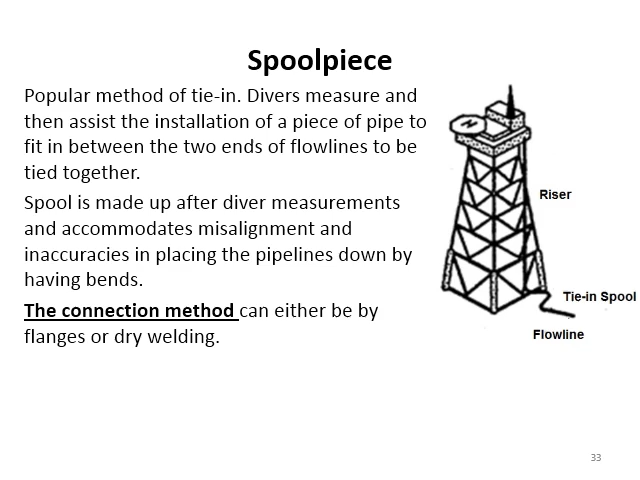 Spoolpiece
Popular method of tie-in. Divers measure and
then assist the installation of a piece of pipe to
fit in between the two ends of flowlines to be
tied together.
Spool is made up after diver measurements
and accommodates misalignment and
inaccuracies in placing the pipelines down by
having bends.
The connection method can either be by
flanges or dry welding.
Riser
Tie-in Spool
Flowline
33